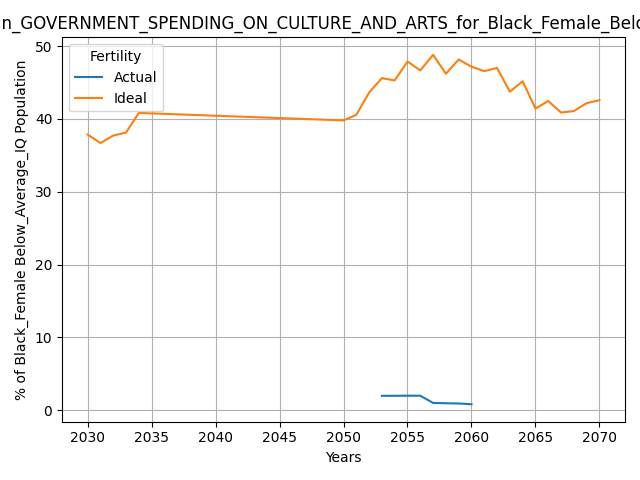 n_GOVERNMENT_SPENDING_ON_CULTURE_AND_ARTS_for_Black_Female_Belo
Fertility
Actual
Ideal
% of Black_Female Below_Average_IQ Population
50
40
30
20
10
0
2030 2035 2040 2045 2050 2055 2060 2065 2070
Years